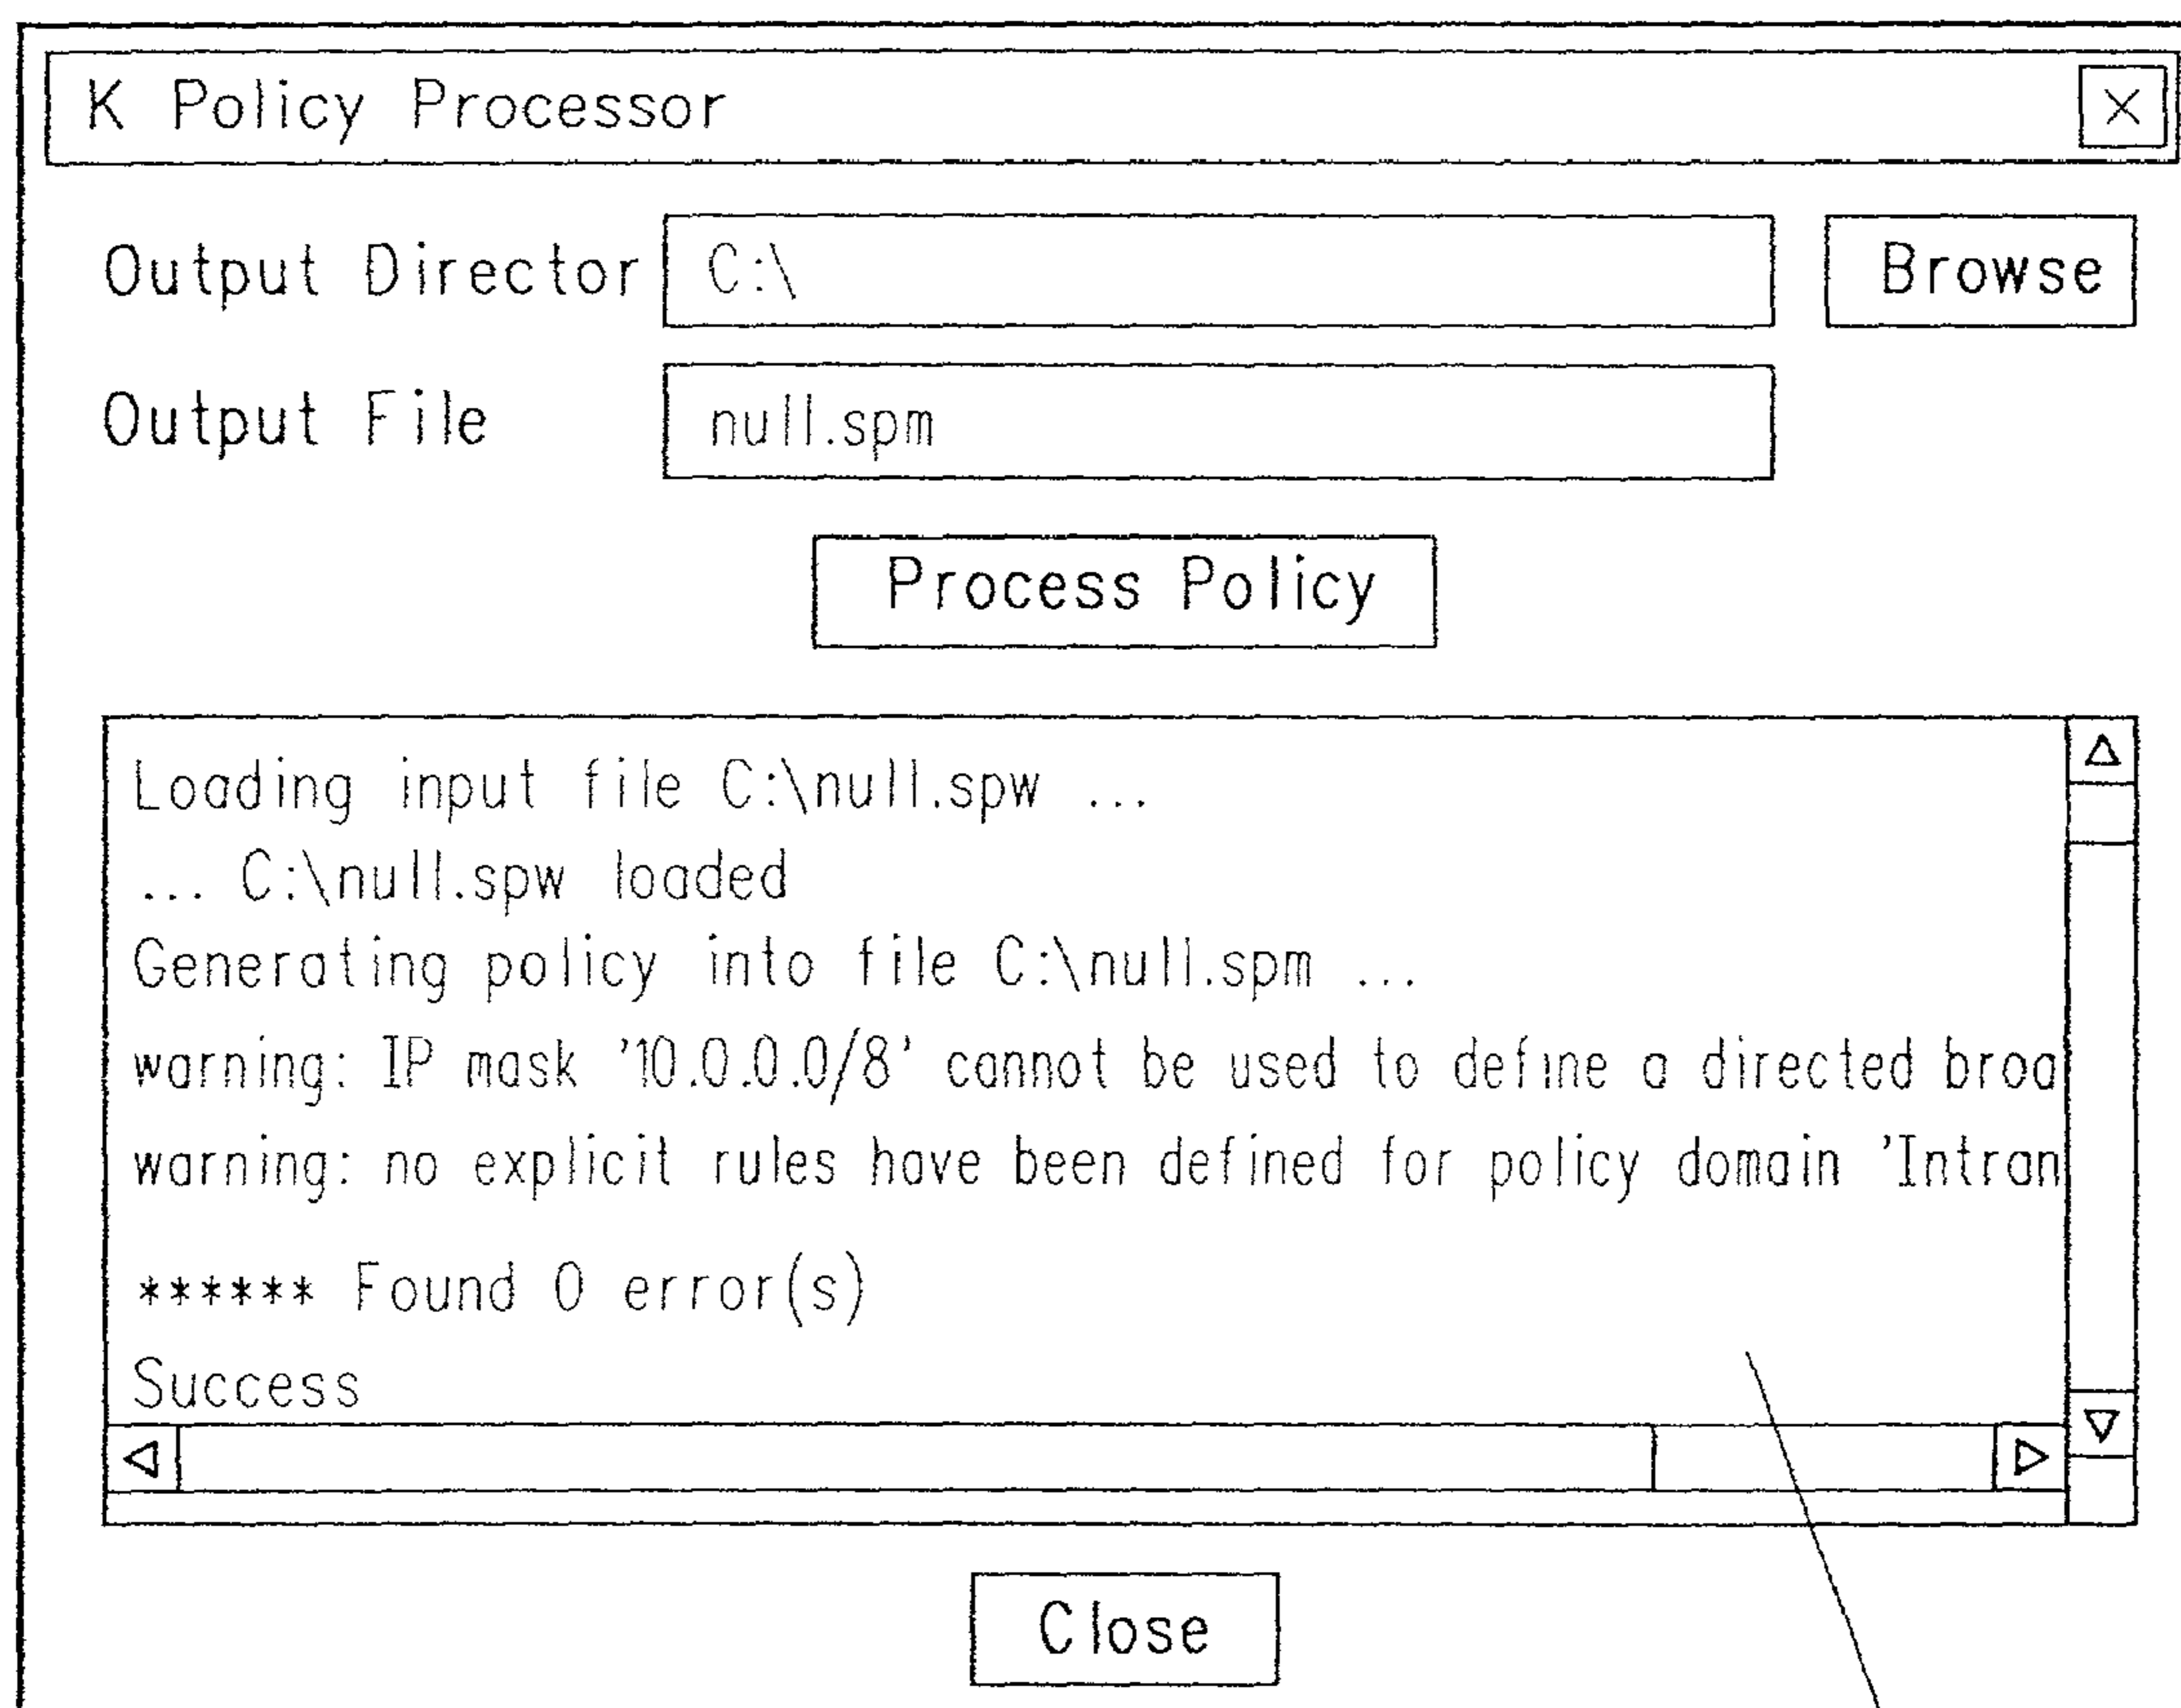 K Policy Processor
Output Director C:\ Browse
Output File null.spm
Process Policy
Loading input file C:\null.spw ...
... C:\null.spw loaded
Generating policy into file C:\null.spm ...
warning: IP mask '10.0.0.0/8' cannot be used to define a directed broa
warning: no explicit rules have been defined for policy domain 'Intran
****** Found 0 error(s)
Success
Close